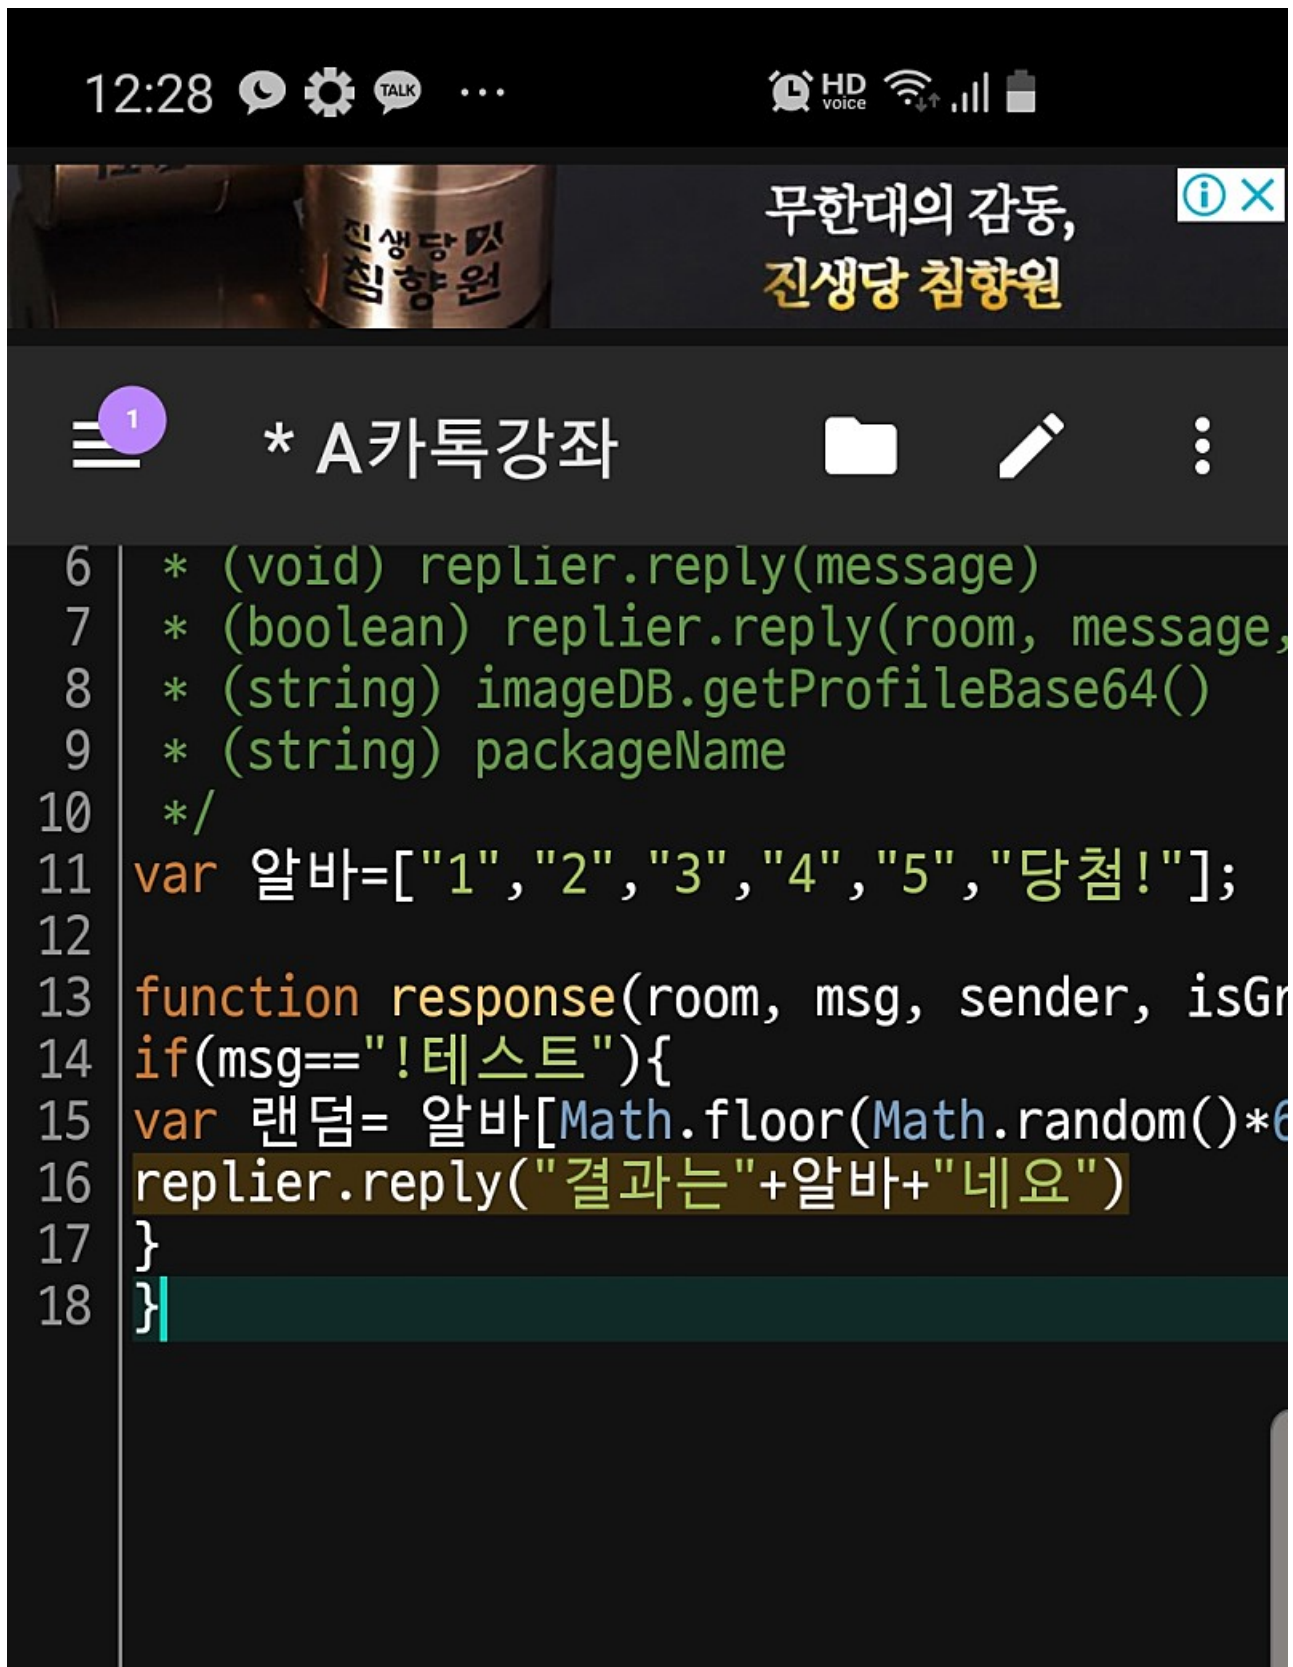 12:28 TALK ... HD voice
진생당 및
침향원
무한대의 감동,
진생당 침향원
1
* A카톡강좌
6 * (void) replier.reply(message)
7 * (boolean) replier.reply(room, message,
8 * (string) imageDB.getProfileBase64()
9 * (string) packageName
10 */
11 var 알바=["1","2","3","4","5","당첨!"];
12
13 function response(room, msg, sender, isGr
14 if(msg=="!테스트"){
15 var 랜덤= 알바[Math.floor(Math.random()*6
16 replier.reply("결과는"+알바+"네요")
17 }
18 }